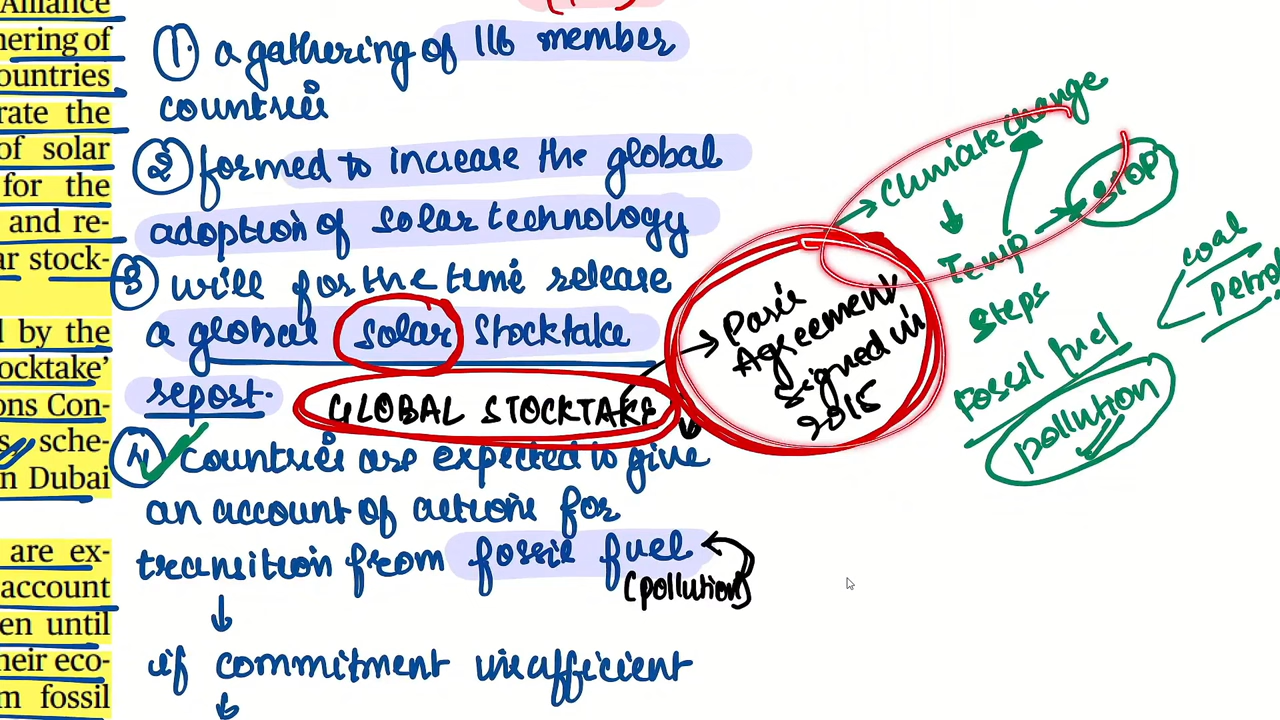 Alliance
hering of
ountries
rate the
of solar
for the
and re-
ar stock-
d by the
ocktake'
ons Con-
s sche-
n Dubai
are ex-
account
en until
heir eco-
m fossil
1. a gathering of 116 member
countries
2 formed to increase the global
adoption of solar technology
3 will for the time release
a global solar stocktake
report.
GLOBAL STOCKTAKE
4 Countries are expected to give
an account of actions for
transition from fossil fuel
(pollution)
if commitment insufficient
Paris
Agreement
signed in
2015
Climate change
Temp
STOP
steps
Fossil fuel
pollution
coal
petrol